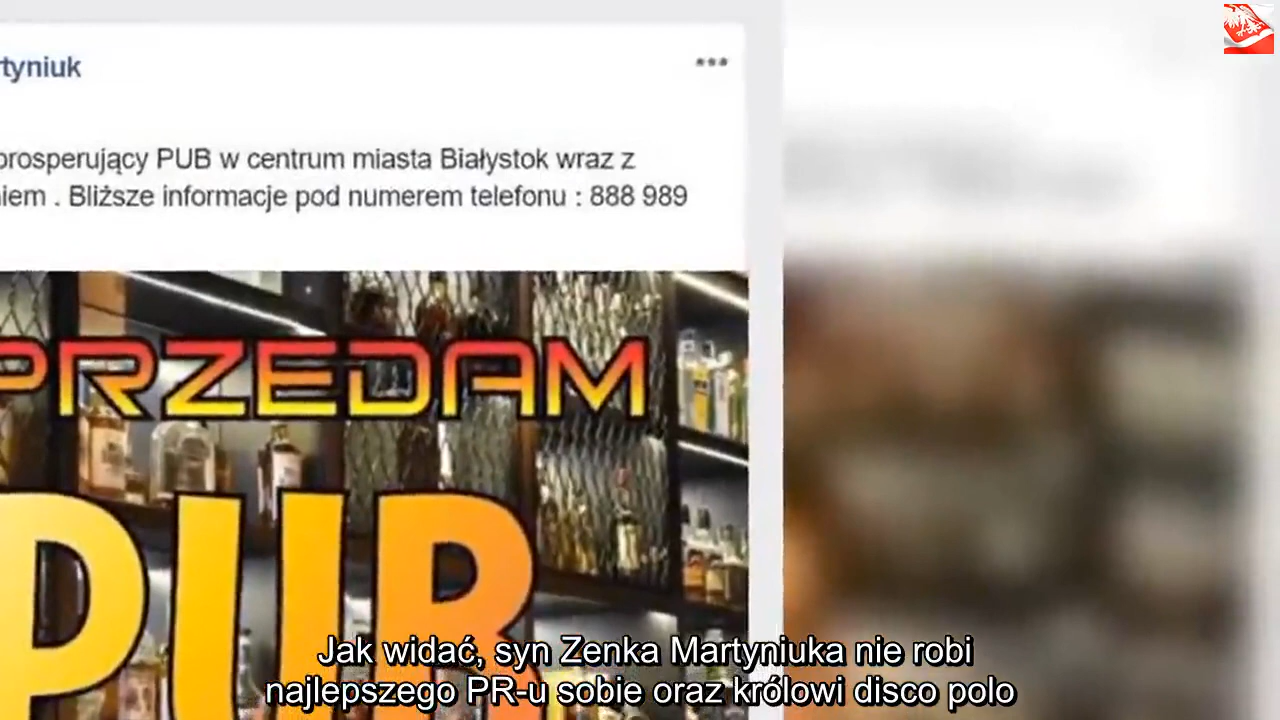 rtyniuk
prosperujący PUB w centrum miasta Białystok wraz z
niem . Bliższe informacje pod numerem telefonu : 888 989
PRZEDAM
PUB
Jak widać, syn Zenka Martyniuka nie robi
najlepszego PR-u sobie oraz królowi disco polo